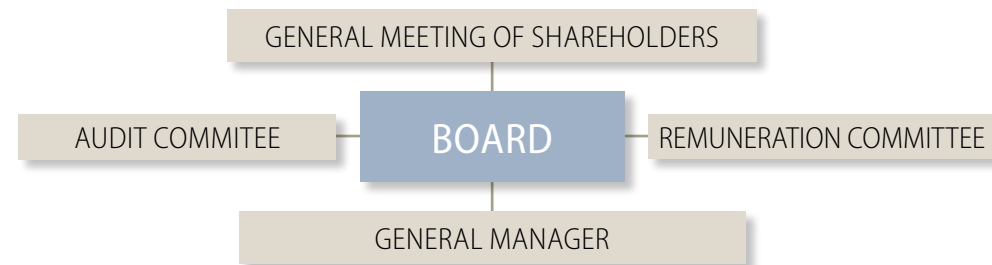 GENERAL MEETING OF SHAREHOLDERS
AUDIT COMMITEE
BOARD
REMUNERATION COMMITTEE
GENERAL MANAGER